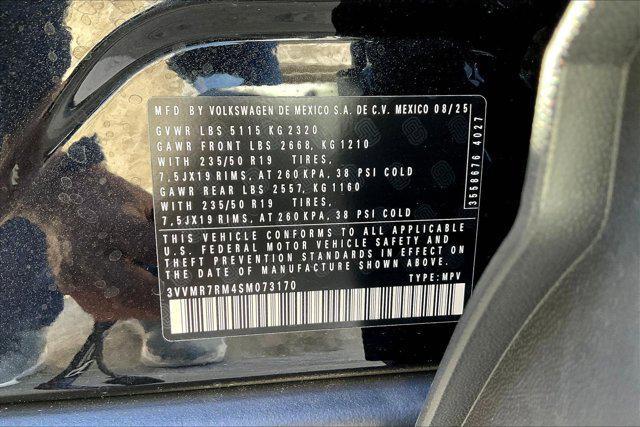 MFD BY VOLKSWAGEN DE MEXICO S.A. DE C.V. MEXICO 08/25
GVWR LBS 5115 KG 2320
GAWR FRONT LBS 2668, KG 1210
WITH 235/50 R19 TIRES,
7,5JX19 RIMS, AT 260 KPA, 38 PSI COLD
GAWR REAR LBS 2557, KG 1160
WITH 235/50 R19 TIRES,
7,5JX19 RIMS, AT 260 KPA, 38 PSI COLD
THIS VEHICLE CONFORMS TO ALL APPLICABLE
U.S. FEDERAL MOTOR VEHICLE SAFETY AND
THEFT PREVENTION STANDARDS IN EFFECT ON
THE DATE OF MANUFACTURE SHOWN ABOVE.
3VVMR7RM4SM073170 TYPE: MPV
3558676 4027